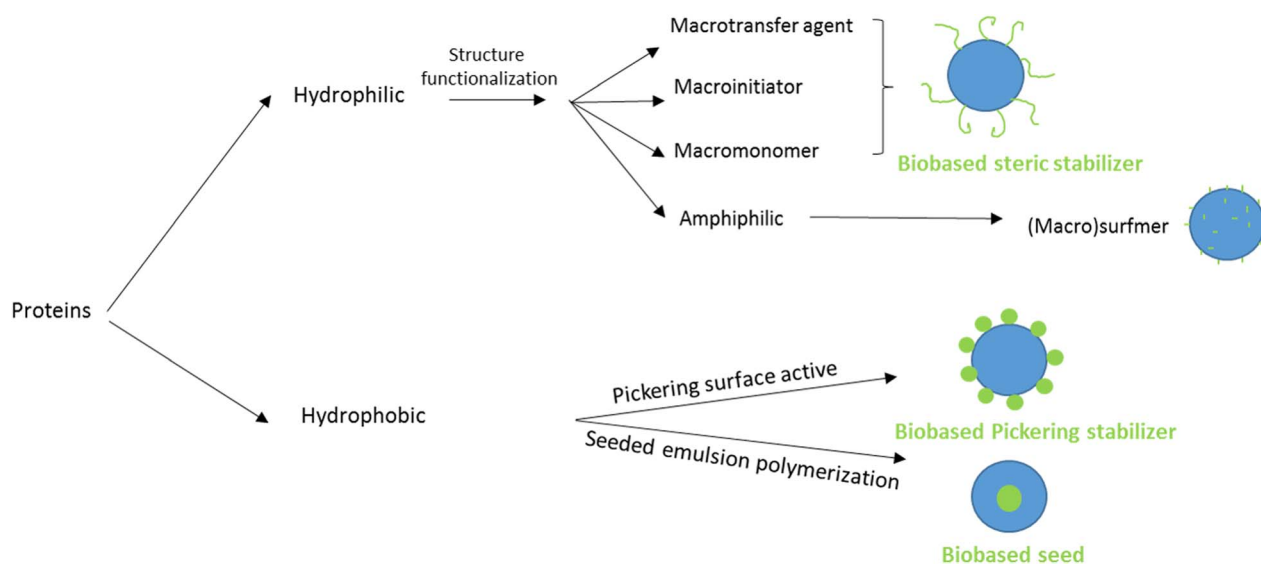 Macrotransfer agent
Structure
functionalization
Hydrophilic
Macroinitiator
Macromonomer
Biobased steric stabilizer
Amphiphilic
(Macro)surfmer
Proteins
Pickering surface active
Hydrophobic
Biobased Pickering stabilizer
Seeded emulsion polymerization
Biobased seed